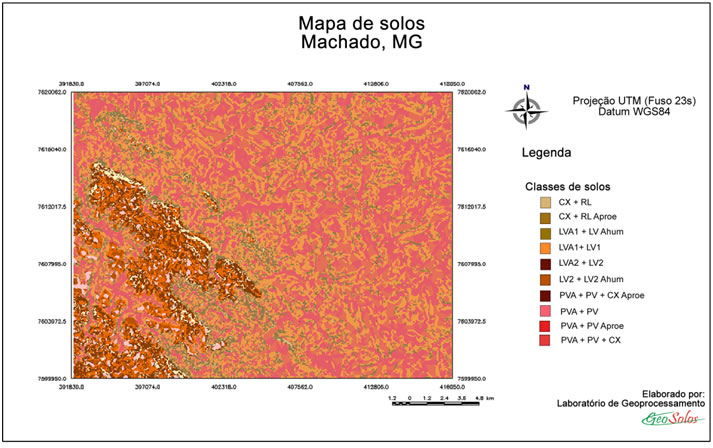 Mapa de solos
Machado, MG
391830.0 397074.0 402318.0 407562.0 412806.0 418050.0
7620062.0 7620062.0
7616040.0 7616040.0
7612017.5 7612017.5
7607995.0 7607995.0
7603972.5 7603972.5
7599950.0 7599950.0
391830.0 397074.0 402318.0 407562.0 412806.0 418050.0
1.2 0 1.2 2.4 3.6 4.8 km
N
Projeção UTM (Fuso 23s)
Datum WGS84
Legenda
Classes de solos
CX + RL
CX + RL Aproe
LVA1 + LV Ahum
LVA1+ LV1
LVA2 + LV2
LV2 + LV2 Ahum
PVA + PV + CX Aproe
PVA + PV
PVA + PV Aproe
PVA + PV + CX
Elaborado por:
Laboratório de Geoprocessamento
GeoSolos